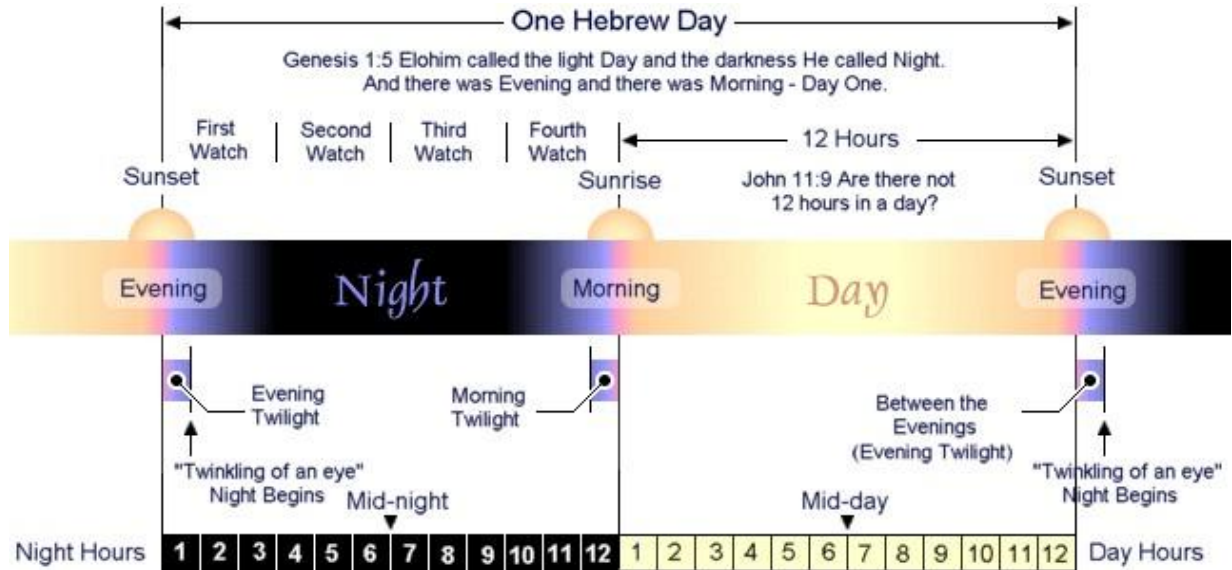 One Hebrew Day
Genesis 1:5 Elohim called the light Day and the darkness He called Night.
And there was Evening and there was Morning - Day One.
First
Watch
Second
Watch
Third
Watch
Fourth
Watch
12 Hours
Sunset
Sunrise
John 11:9 Are there not
12 hours in a day?
Sunset
Evening
Night
Morning
Day
Evening
Evening
Twilight
Morning
Twilight
Between the
Evenings
(Evening Twilight)
"Twinkling of an eye"
Night Begins
Mid-night
Mid-day
"Twinkling of an eye"
Night Begins
Night Hours 1 2 3 4 5 6 7 8 9 10 11 12 1 2 3 4 5 6 7 8 9 10 11 12 Day Hours